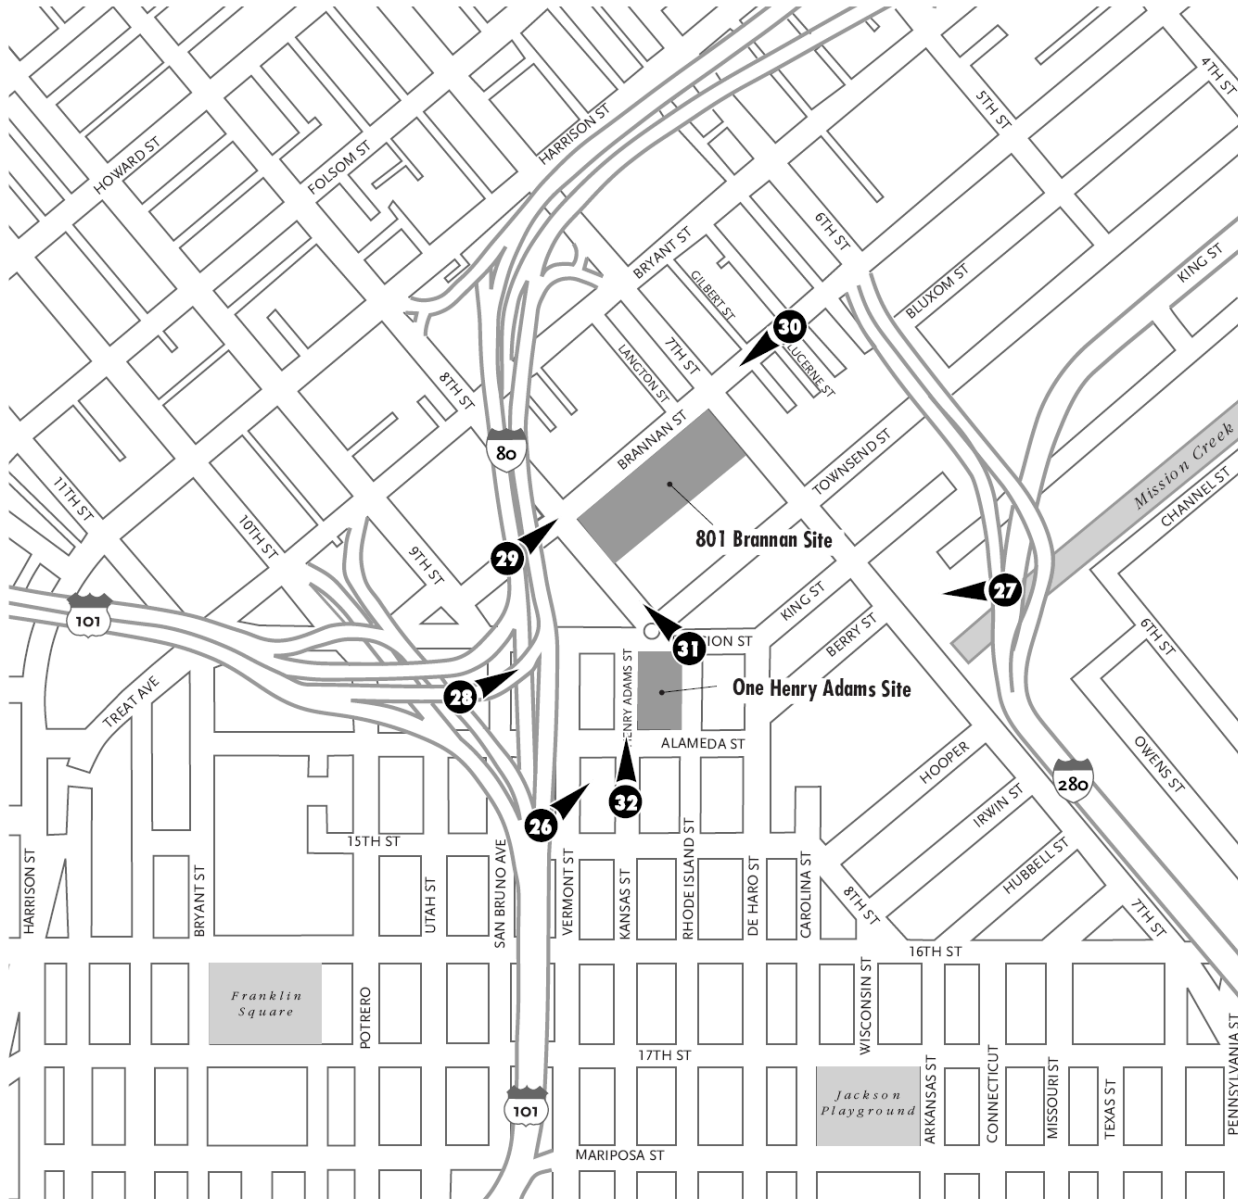 4TH ST
5TH ST
HARRISON ST
HOWARD ST
FOLSOM ST
6TH ST
BRYANT ST
KING ST
BLUXOM ST
GILBERT ST
30
7TH ST
LUCERNE ST
LANGTON ST
8TH ST
BRANNAN ST
80
TOWNSEND ST
Mission Creek
CHANNEL ST
11TH ST
10TH ST
9TH ST
801 Brannan Site
29
27
101
KING ST
BERRY ST
6TH ST
31
HENRY ADAMS ST
28
One Henry Adams Site
TREAT AVE
ALAMEDA ST
HOOPER
OWENS ST
280
32
26
IRWIN ST
15TH ST
HUBBELL ST
HARRISON ST
BRYANT ST
UTAH ST
SAN BRUNO AVE
VERMONT ST
KANSAS ST
RHODE ISLAND ST
DE HARO ST
CAROLINA ST
8TH ST
7TH ST
16TH ST
Franklin
Square
POTRERO
WISCONSIN ST
17TH ST
Jackson
Playground
ARKANSAS ST
CONNECTICUT
MISSOURI ST
TEXAS ST
PENNSYLVANIA ST
101
MARIPOSA ST